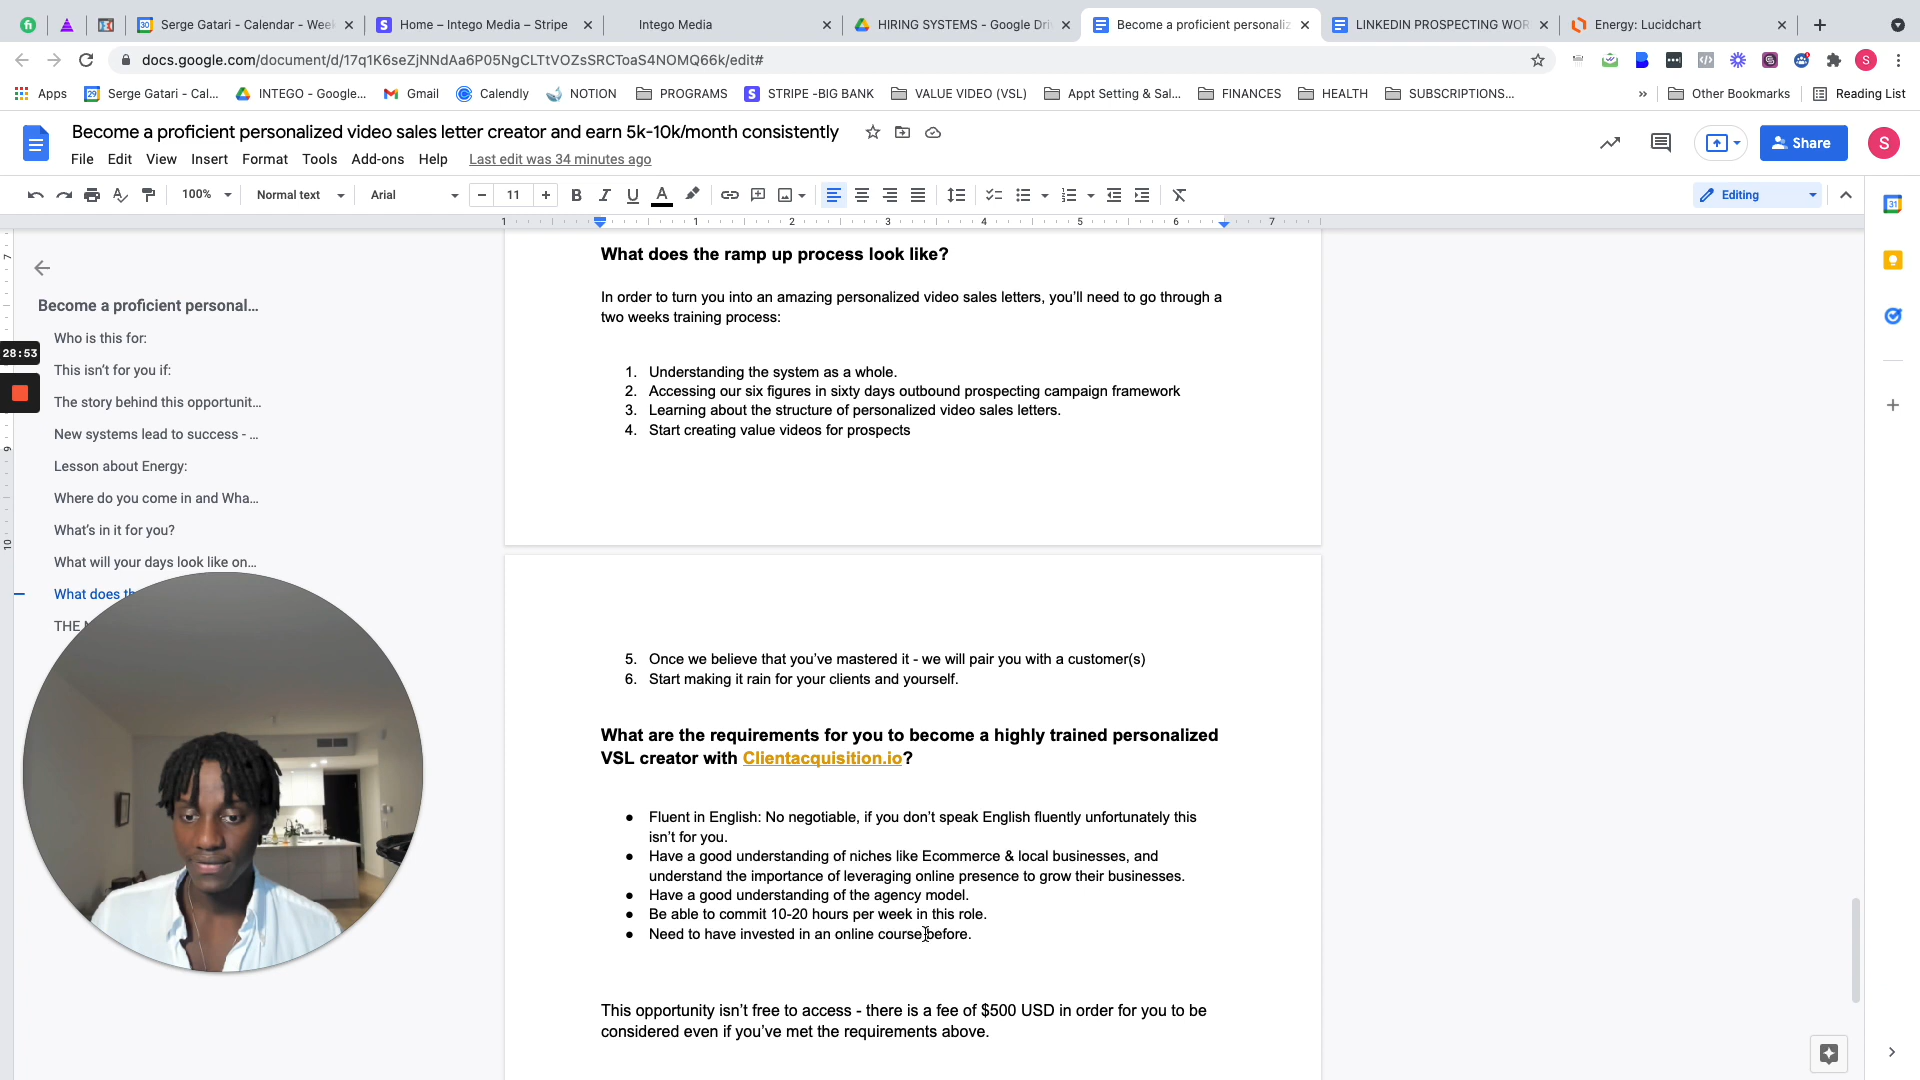 Serge Gatari - Calendar - Week
Home – Intego Media – Stripe
Intego Media
HIRING SYSTEMS - Google Dri
Become a proficient personaliz
LINKEDIN PROSPECTING WOR
Energy: Lucidchart
docs.google.com/document/d/17q1K6seZjNNdAa6P05NgCLTtVOZsSRCToaS4NOMQ66k/edit#
S
Apps
Serge Gatari - Cal...
INTEGO - Google...
Gmail
Calendly
NOTION
PROGRAMS
STRIPE -BIG BANK
VALUE VIDEO (VSL)
Appt Setting & Sal...
FINANCES
HEALTH
SUBSCRIPTIONS...
Other Bookmarks
Reading List
Become a proficient personalized video sales letter creator and earn 5k-10k/month consistently
File Edit View Insert Format Tools Add-ons Help Last edit was 34 minutes ago
Share
S
100% Normal text Arial 11 B I U A
Editing
1 1 2 3 4 5 6 7
Become a proficient personal...
Who is this for:
28:53
This isn't for you if:
The story behind this opportunit...
New systems lead to success - ...
Lesson about Energy:
Where do you come in and Wha...
What's in it for you?
What will your days look like on...
What does th
THE
7
9
10
What does the ramp up process look like?
In order to turn you into an amazing personalized video sales letters, you'll need to go through a
two weeks training process:
1. Understanding the system as a whole.
2. Accessing our six figures in sixty days outbound prospecting campaign framework
3. Learning about the structure of personalized video sales letters.
4. Start creating value videos for prospects
5. Once we believe that you've mastered it - we will pair you with a customer(s)
6. Start making it rain for your clients and yourself.
What are the requirements for you to become a highly trained personalized
VSL creator with Clientacquisition.io?
● Fluent in English: No negotiable, if you don't speak English fluently unfortunately this
isn't for you.
● Have a good understanding of niches like Ecommerce & local businesses, and
understand the importance of leveraging online presence to grow their businesses.
● Have a good understanding of the agency model.
● Be able to commit 10-20 hours per week in this role.
● Need to have invested in an online course before.
This opportunity isn't free to access - there is a fee of $500 USD in order for you to be
considered even if you've met the requirements above.